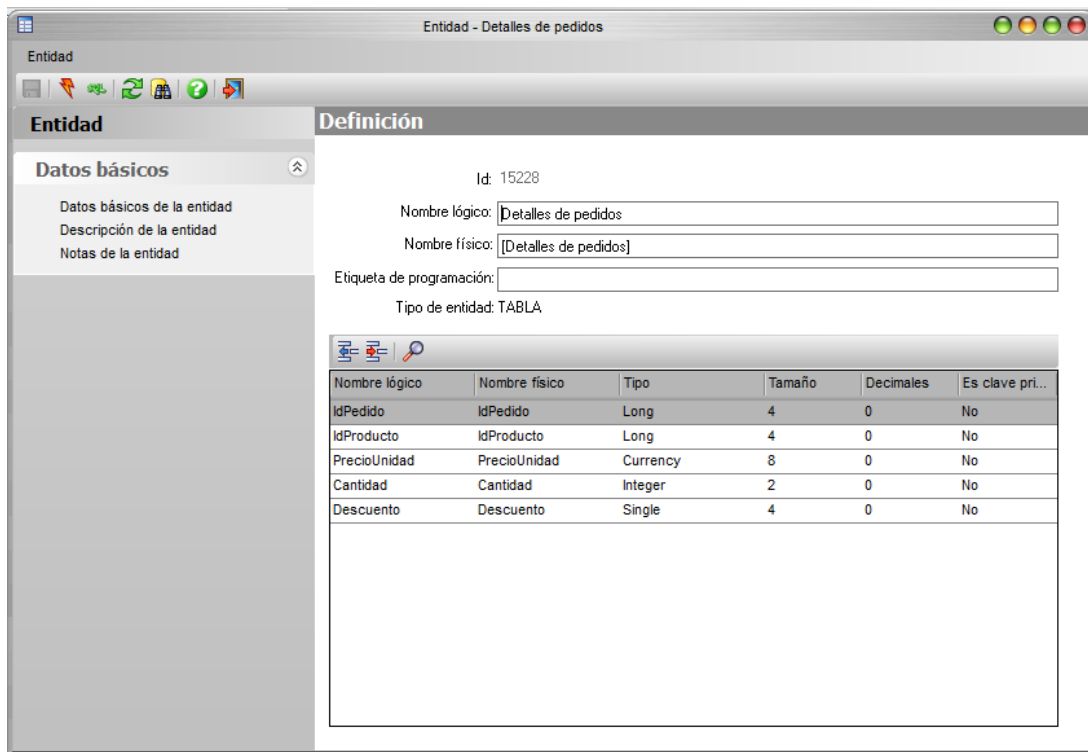 Entidad - Detalles de pedidos
Entidad
SQL
Entidad
Definición
Datos básicos
Datos básicos de la entidad
Descripción de la entidad
Notas de la entidad
Id: 15228
Nombre lógico: Detalles de pedidos
Nombre físico: [Detalles de pedidos]
Etiqueta de programación:
Tipo de entidad: TABLA
Nombre lógico Nombre físico Tipo Tamaño Decimales Es clave pri...
IdPedido IdPedido Long 4 0 No
IdProducto IdProducto Long 4 0 No
PrecioUnidad PrecioUnidad Currency 8 0 No
Cantidad Cantidad Integer 2 0 No
Descuento Descuento Single 4 0 No